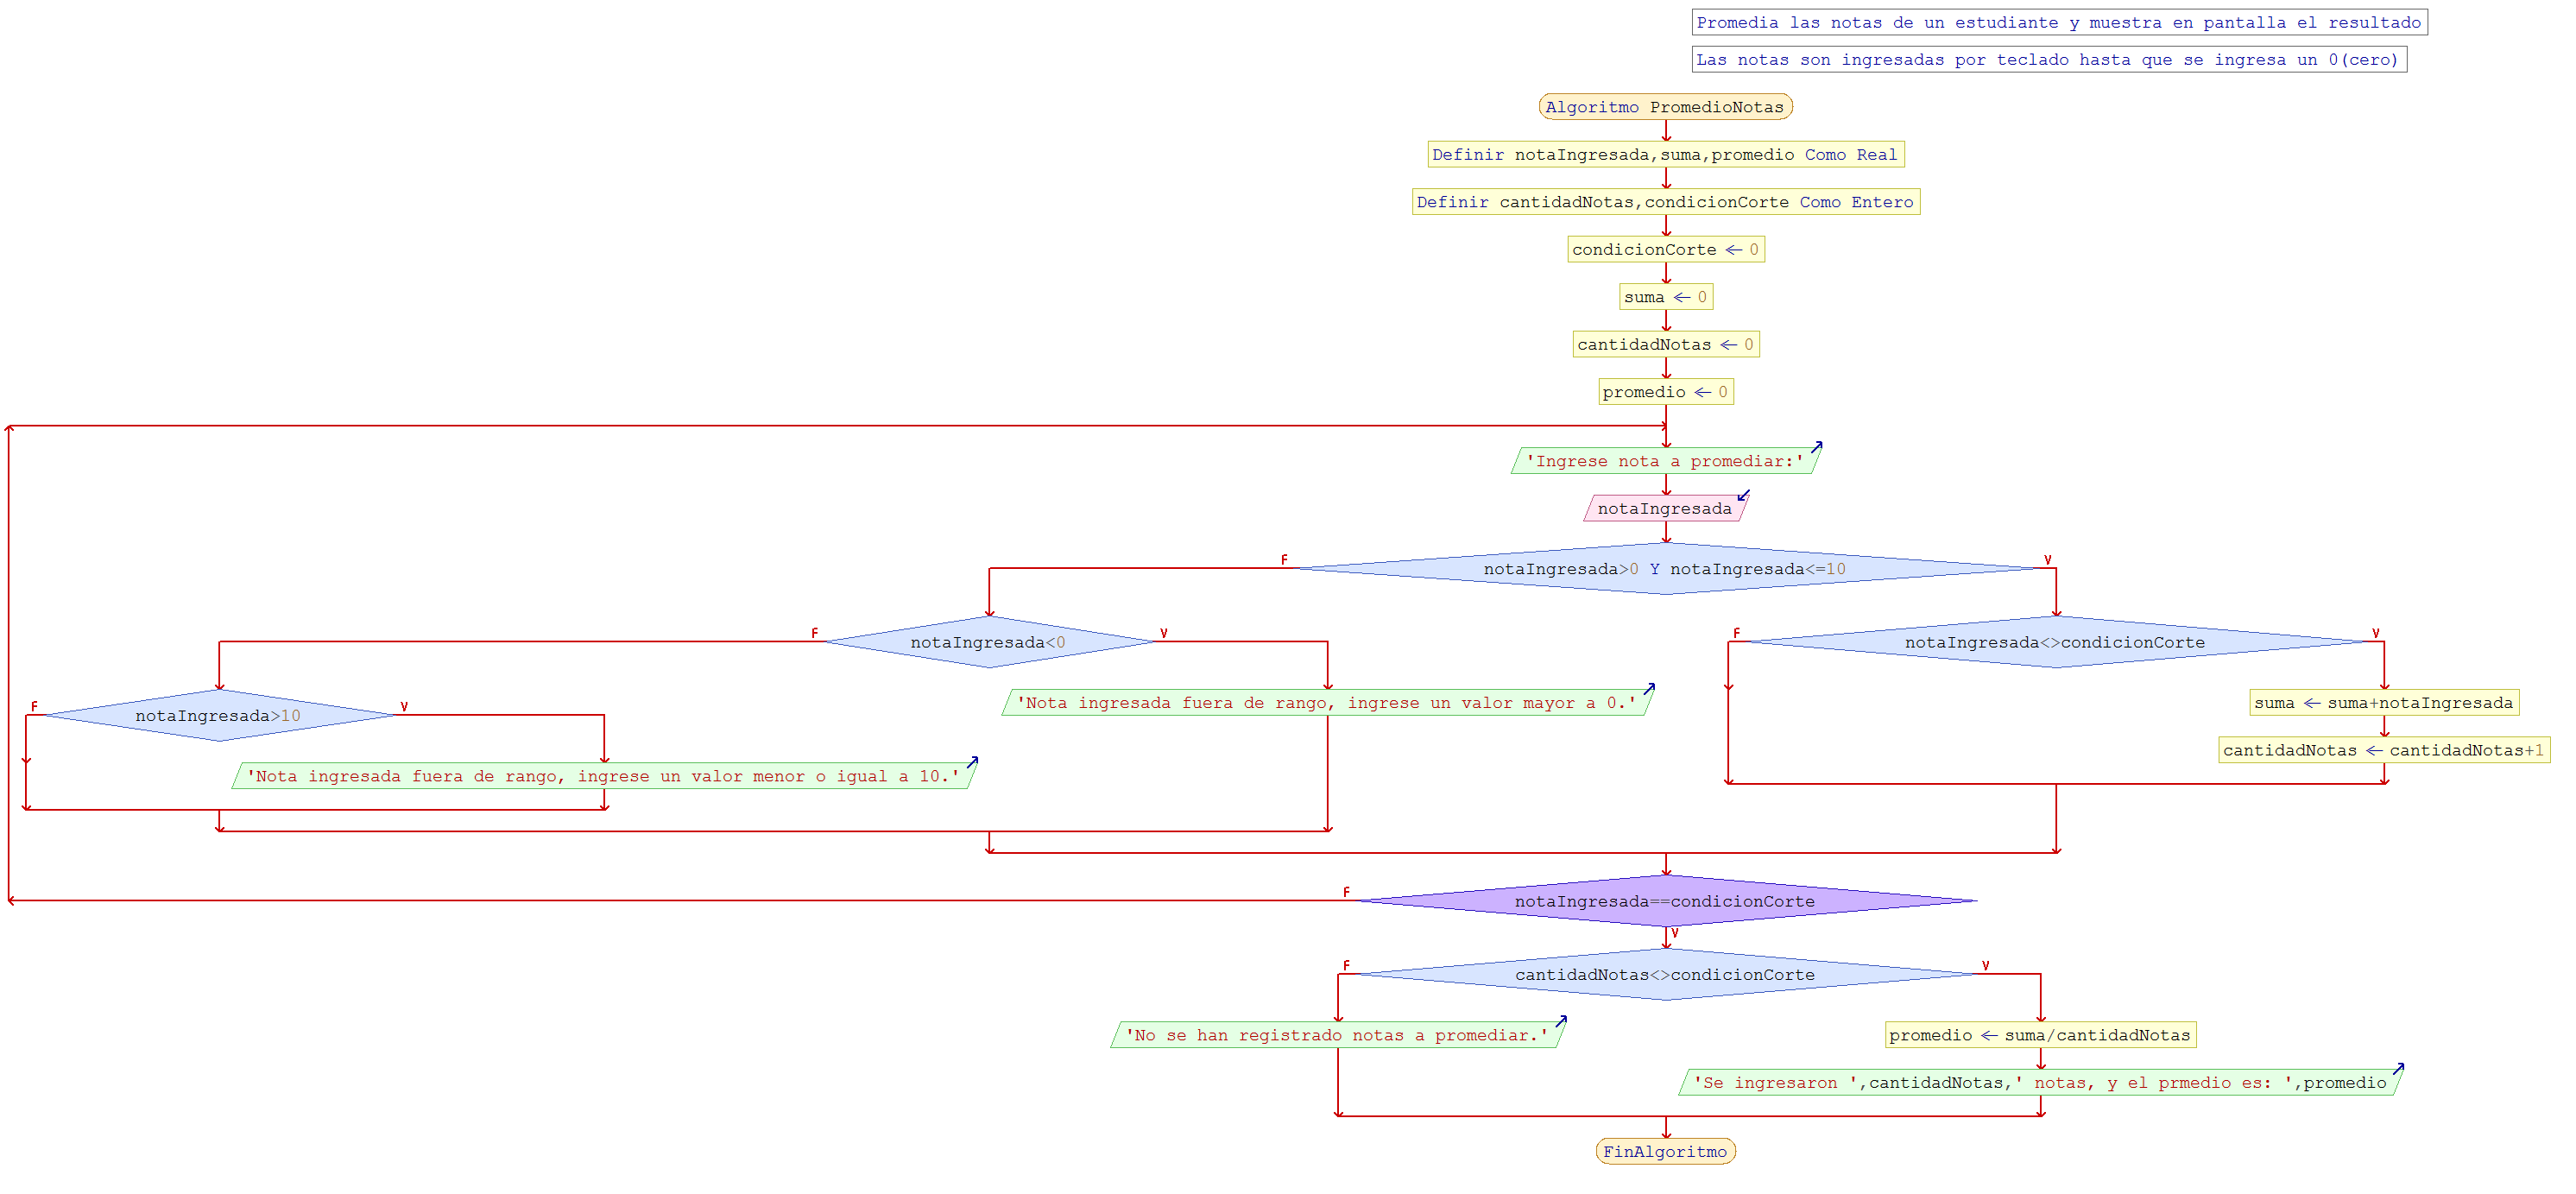 Promedia las notas de un estudiante y muestra en pantalla el resultado
Las notas son ingresadas por teclado hasta que se ingresa un 0(cero)
Algoritmo PromedioNotas
Definir notaIngresada,suma,promedio Como Real
Definir cantidadNotas,condicionCorte Como Entero
condicionCorte ← 0
suma ← 0
cantidadNotas ← 0
promedio ← 0
'Ingrese nota a promediar:'
notaIngresada
F
notaIngresada>0 Y notaIngresada<=10
V
F
notaIngresada<0
V
F
notaIngresada<>condicionCorte
V
F
notaIngresada>10
V
'Nota ingresada fuera de rango, ingrese un valor mayor a 0.'
suma ← suma+notaIngresada
cantidadNotas ← cantidadNotas+1
'Nota ingresada fuera de rango, ingrese un valor menor o igual a 10.'
F
notaIngresada==condicionCorte
V
F
cantidadNotas<>condicionCorte
V
'No se han registrado notas a promediar.'
promedio ← suma/cantidadNotas
'Se ingresaron ',cantidadNotas,' notas, y el prmedio es: ',promedio
FinAlgoritmo